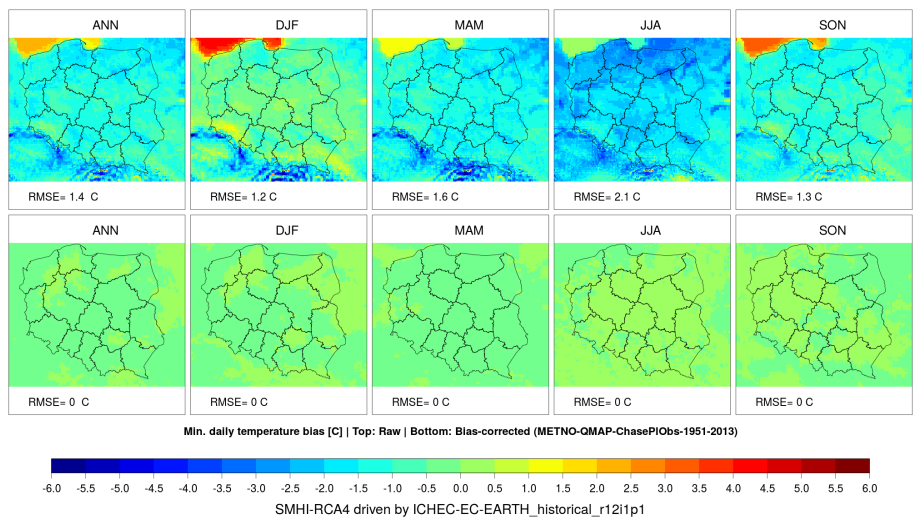 ANN DJF MAM JJA SON
RMSE= 1.4 C RMSE= 1.2 C RMSE= 1.6 C RMSE= 2.1 C RMSE= 1.3 C
ANN DJF MAM JJA SON
RMSE= 0 C RMSE= 0 C RMSE= 0 C RMSE= 0 C RMSE= 0 C
Min. daily temperature bias [C] | Top: Raw | Bottom: Bias-corrected (METNO-QMAP-ChasePlObs-1951-2013)
-6.0 -5.5 -5.0 -4.5 -4.0 -3.5 -3.0 -2.5 -2.0 -1.5 -1.0 -0.5 0.0 0.5 1.0 1.5 2.0 2.5 3.0 3.5 4.0 4.5 5.0 5.5 6.0
SMHI-RCA4 driven by ICHEC-EC-EARTH_historical_r12i1p1